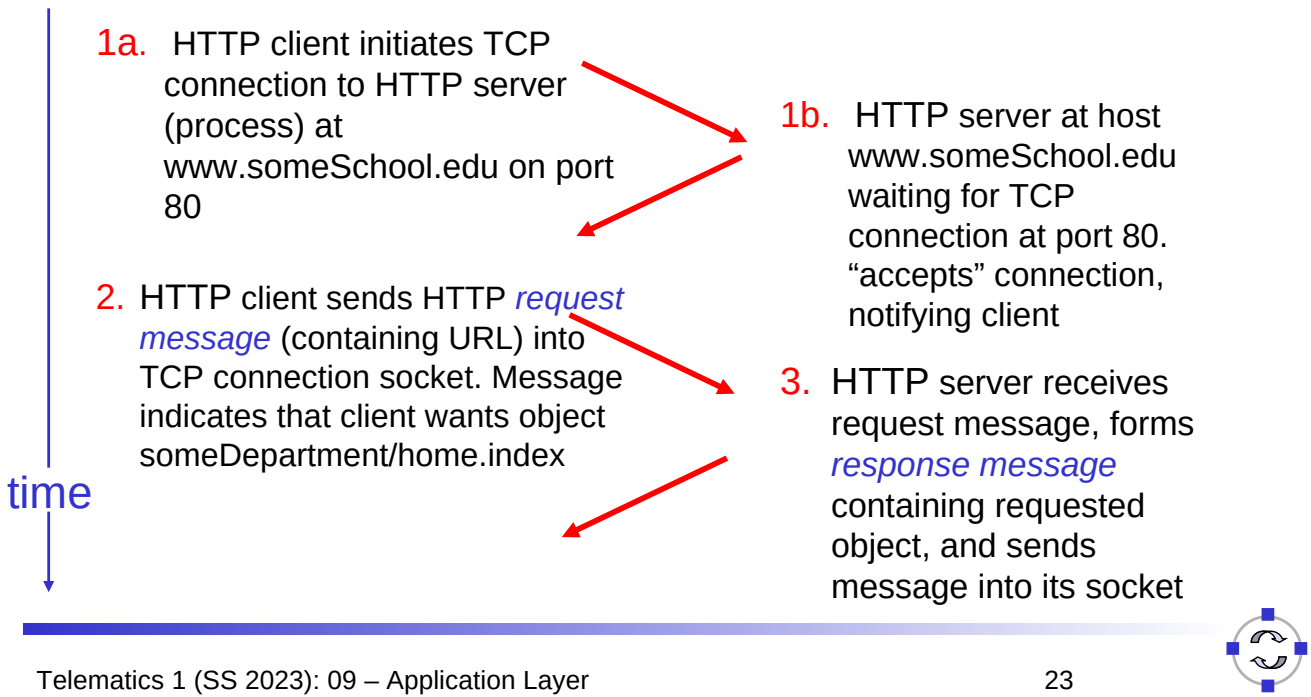 1a. HTTP client initiates TCP
connection to HTTP server
(process) at
www.someSchool.edu on port
80
1b. HTTP server at host
www.someSchool.edu
waiting for TCP
connection at port 80.
“accepts” connection,
notifying client
2. HTTP client sends HTTP request
message (containing URL) into
TCP connection socket. Message
indicates that client wants object
someDepartment/home.index
3. HTTP server receives
request message, forms
response message
containing requested
object, and sends
message into its socket
time
Telematics 1 (SS 2023): 09 – Application Layer
23